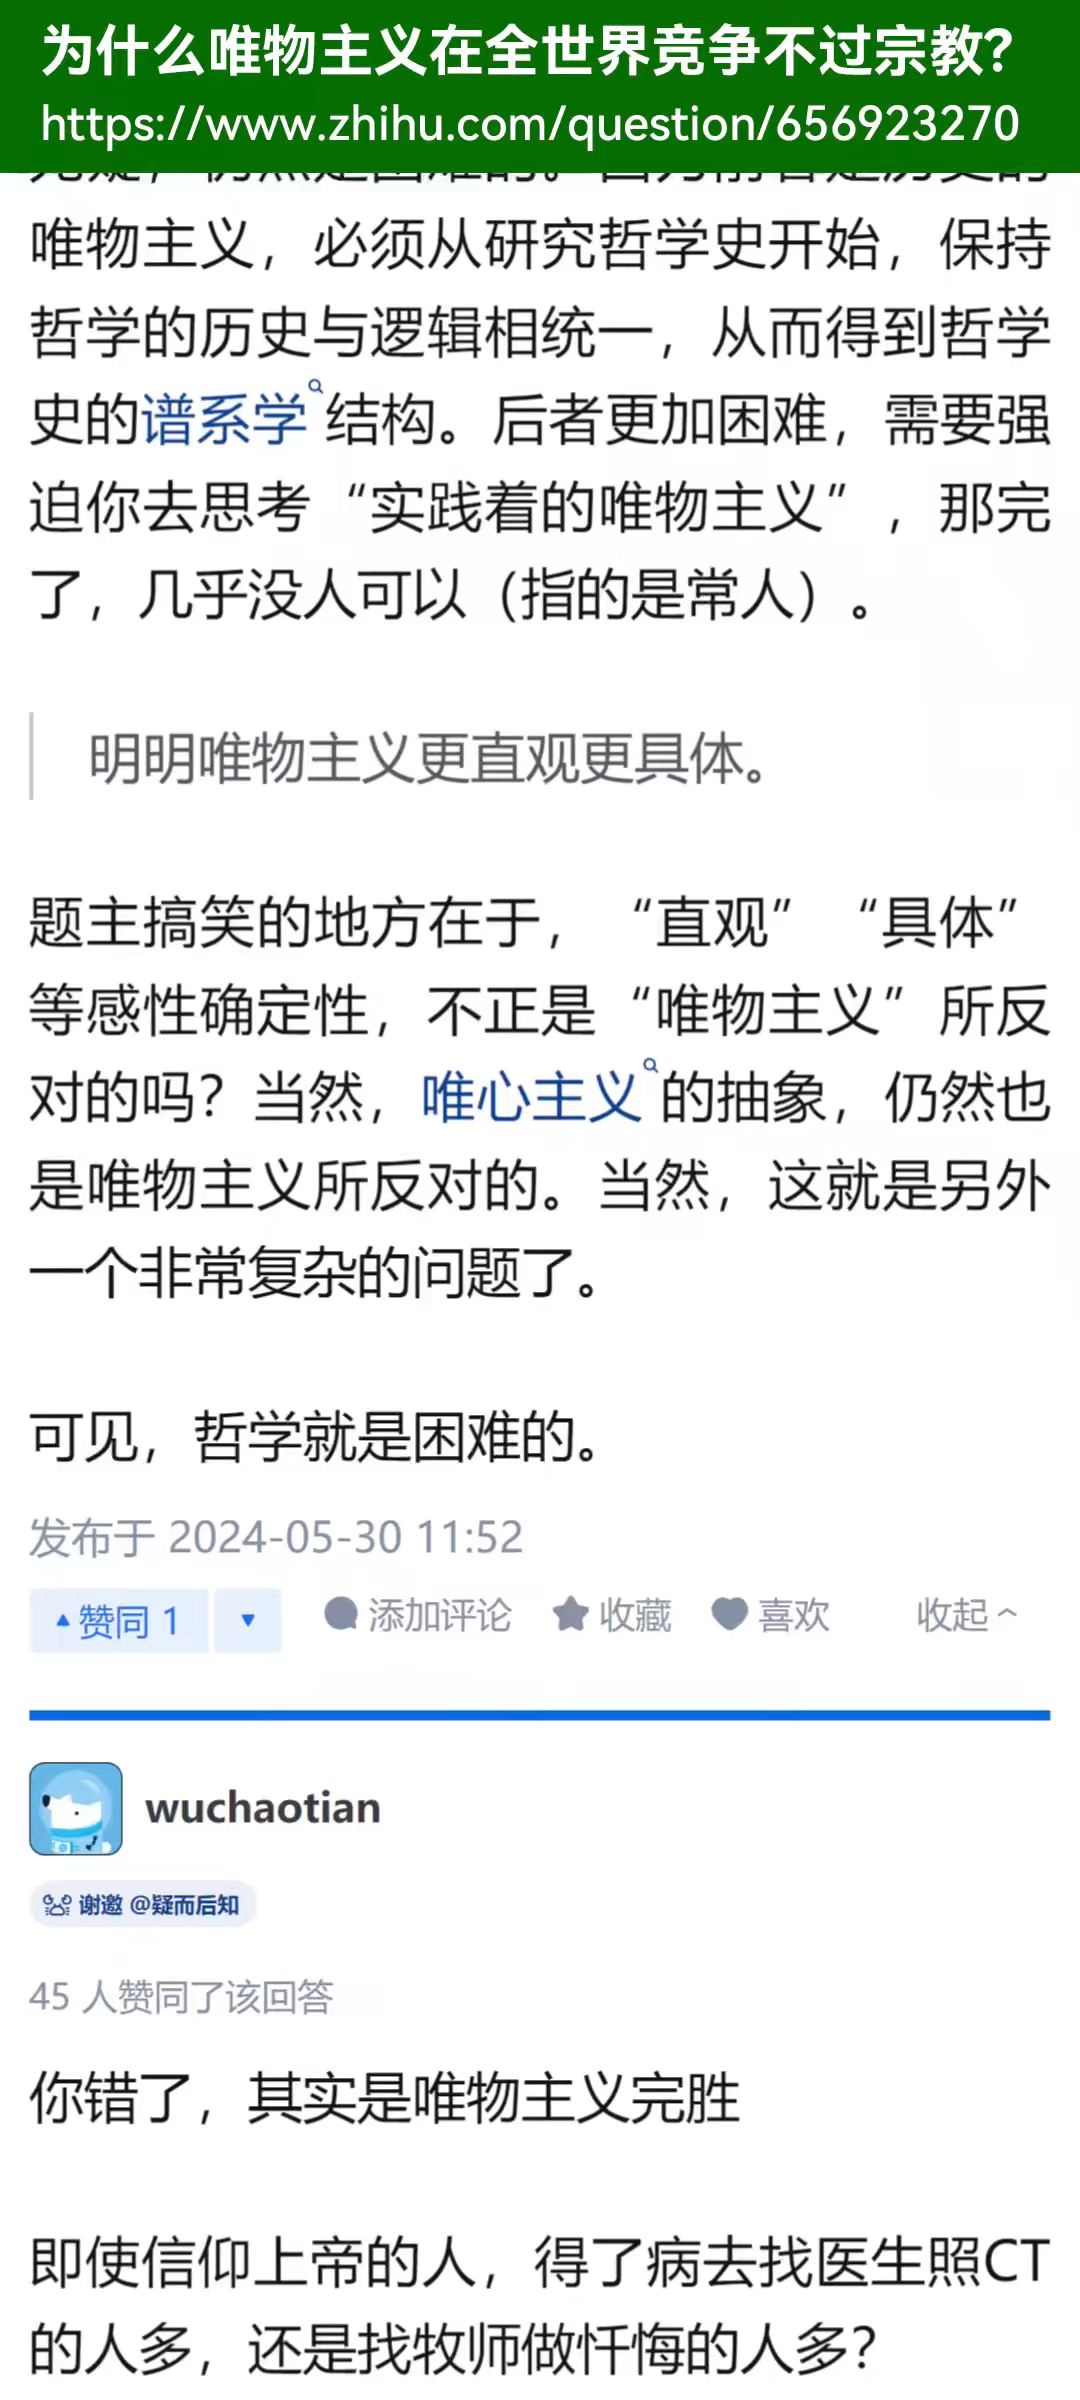 为什么唯物主义在全世界竞争不过宗教?
https://www.zhihu.com/question/656923270
唯物主义，必须从研究哲学史开始，保持
哲学的历史与逻辑相统一，从而得到哲学
史的谱系学结构。后者更加困难，需要强
迫你去思考“实践着的唯物主义”，那完
了，几乎没人可以（指的是常人）。
明明唯物主义更直观更具体。
题主搞笑的地方在于，“直观”“具体”
等感性确定性，不正是“唯物主义”所反
对的吗？当然，唯心主义的抽象，仍然也
是唯物主义所反对的。当然，这就是另外
一个非常复杂的问题了。
可见，哲学就是困难的。
发布于 2024-05-30 11:52
赞同 1 添加评论 收藏 喜欢 收起
wuchaotian
谢邀 @疑而后知
45 人赞同了该回答
你错了，其实是唯物主义完胜
即使信仰上帝的人，得了病去找医生照CT
的人多，还是找牧师做忏悔的人多？